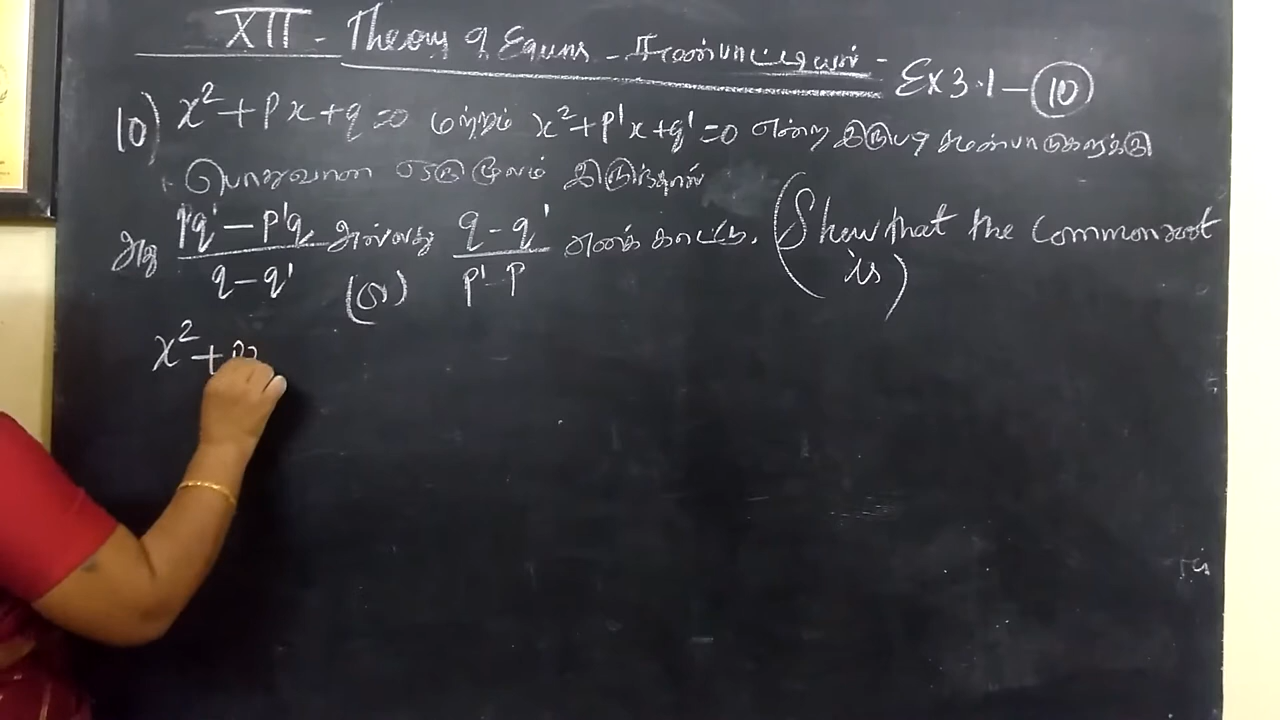 XII - Theory of Equns - சமன்பாட்டியல் - Ex 3.1 - 10
10) x² + px + q = 0 மற்றும் x² + p'x + q' = 0 என்ற இருபடி சமன்பாடுகளுக்கு
பொதுவான ஒரு மூலம் இருந்தால்
அது (pq' - p'q)/(q - q') அல்லது (or) (q - q')/(p' - p) எனக் காட்டு. (Show that the common root
is)
x² + px